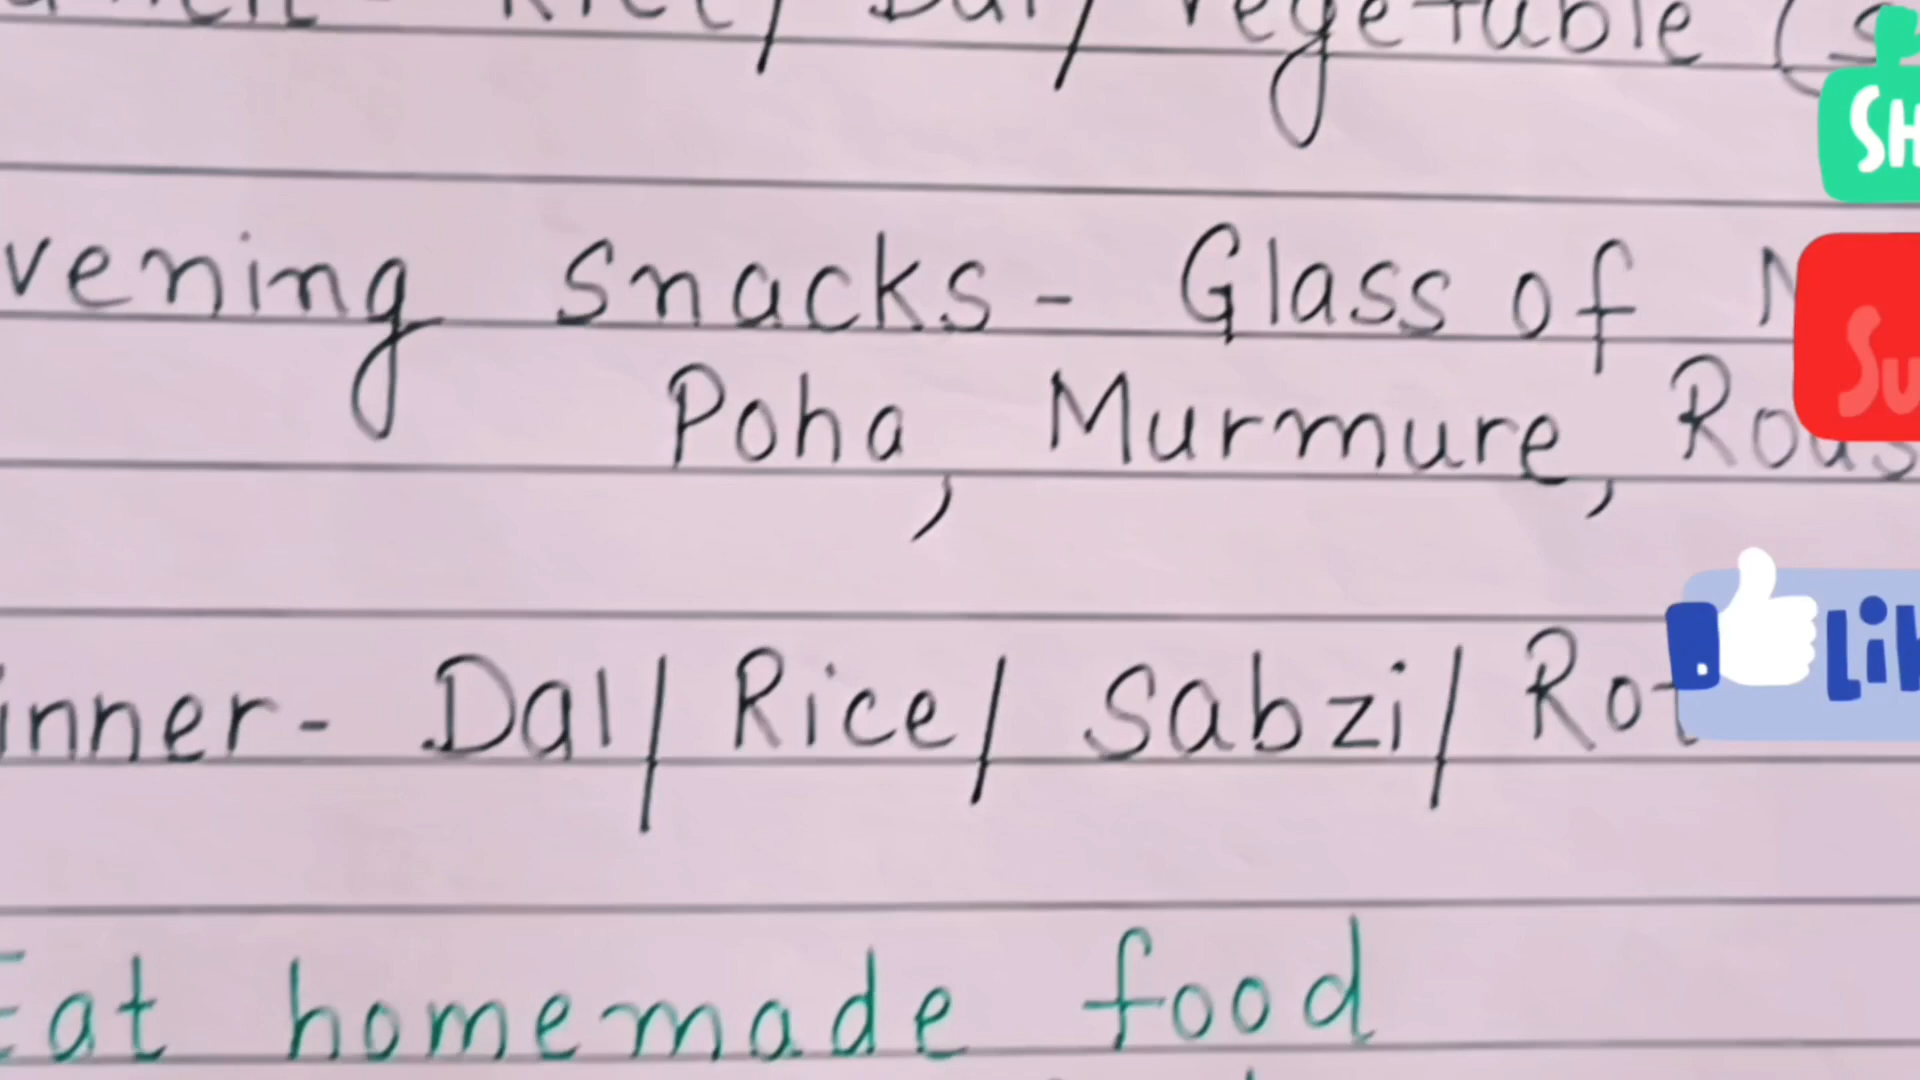 Rice/ Dal/ Vegetable (
vening snacks - Glass of
Poha, Murmure,
inner - Dal/ Rice/ Sabzi/
Eat homemade food